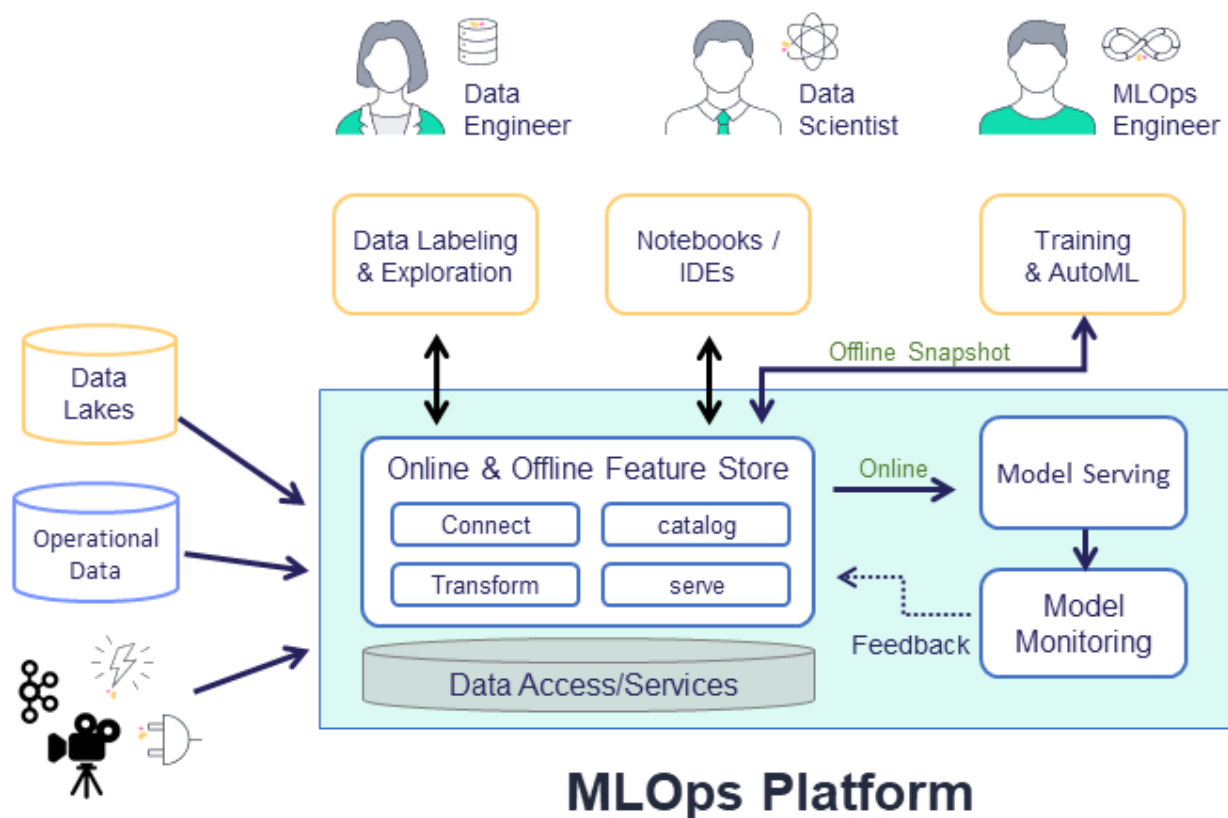 Data
Engineer
Data
Scientist
MLOps
Engineer
Data Labeling
& Exploration
Notebooks /
IDEs
Training
& AutoML
Offline Snapshot
Data
Lakes
Operational
Data
Online & Offline Feature Store
Connect
catalog
Transform
serve
Online
Model Serving
Feedback
Model
Monitoring
Data Access/Services
MLOps Platform